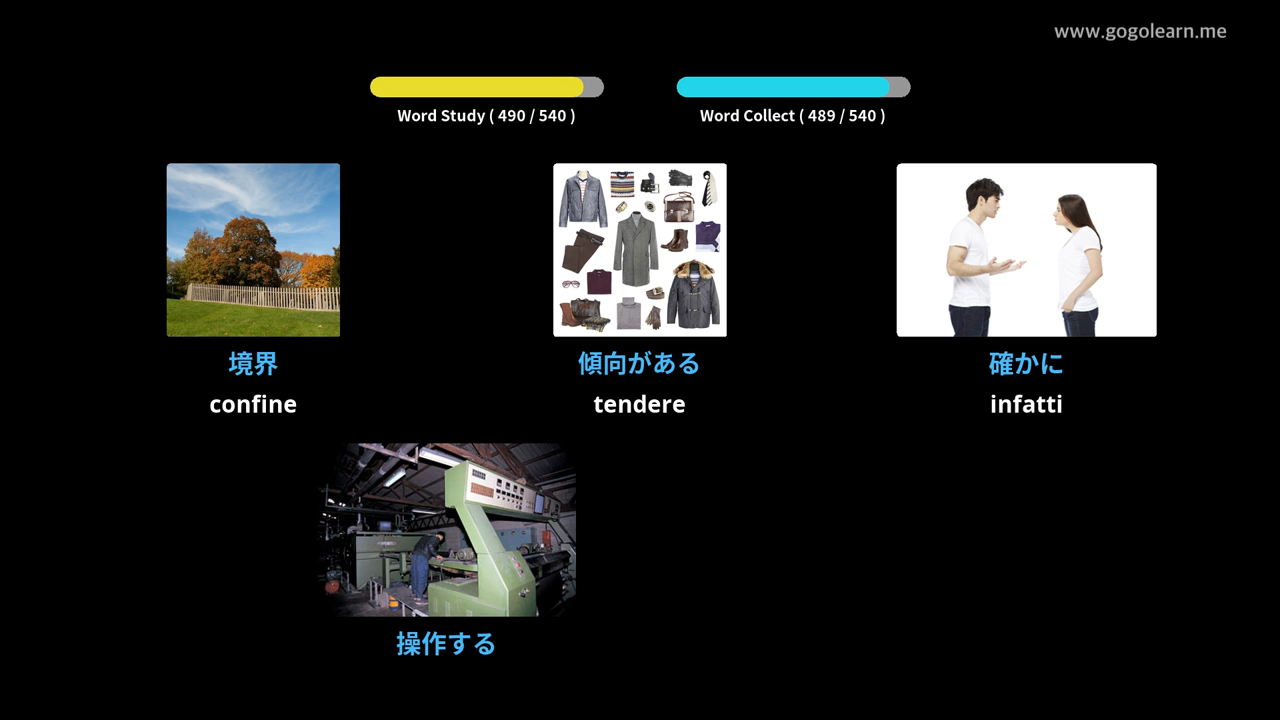 www.gogolearn.me
Word Study ( 490 / 540 )
Word Collect ( 489 / 540 )
境界
傾向がある
確かに
confine
tendere
infatti
操作する